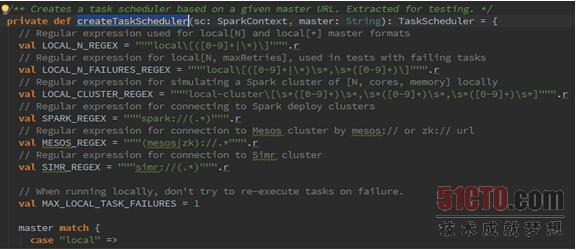 /** Creates a task scheduler based on a given master URL. Extracted for testing. */
private def createTaskScheduler(sc: SparkContext, master: String): TaskScheduler = {
// Regular expression used for local[N] and local[*] master formats
val LOCAL_N_REGEX = """local\[([0-9]+|\*)\]""".r
// Regular expression for local[N, maxRetries], used in tests with failing tasks
val LOCAL_N_FAILURES_REGEX = """local\[([0-9]+|\*)\s*,\s*([0-9]+)\]""".r
// Regular expression for simulating a Spark cluster of [N, cores, memory] locally
val LOCAL_CLUSTER_REGEX = """local-cluster\[\s*([0-9]+)\s*,\s*([0-9]+)\s*,\s*([0-9]+)\s*]""".r
// Regular expression for connecting to Spark deploy clusters
val SPARK_REGEX = """spark://(.*)""".r
// Regular expression for connection to Mesos cluster by mesos:// or zk:// url
val MESOS_REGEX = """(mesos|zk)://.*""".r
// Regular expression for connection to Simr cluster
val SIMR_REGEX = """simr://(.*)""".r
// When running locally, don't try to re-execute tasks on failure.
val MAX_LOCAL_TASK_FAILURES = 1
master match {
case "local" =>
51CTO.com
技术成就梦想